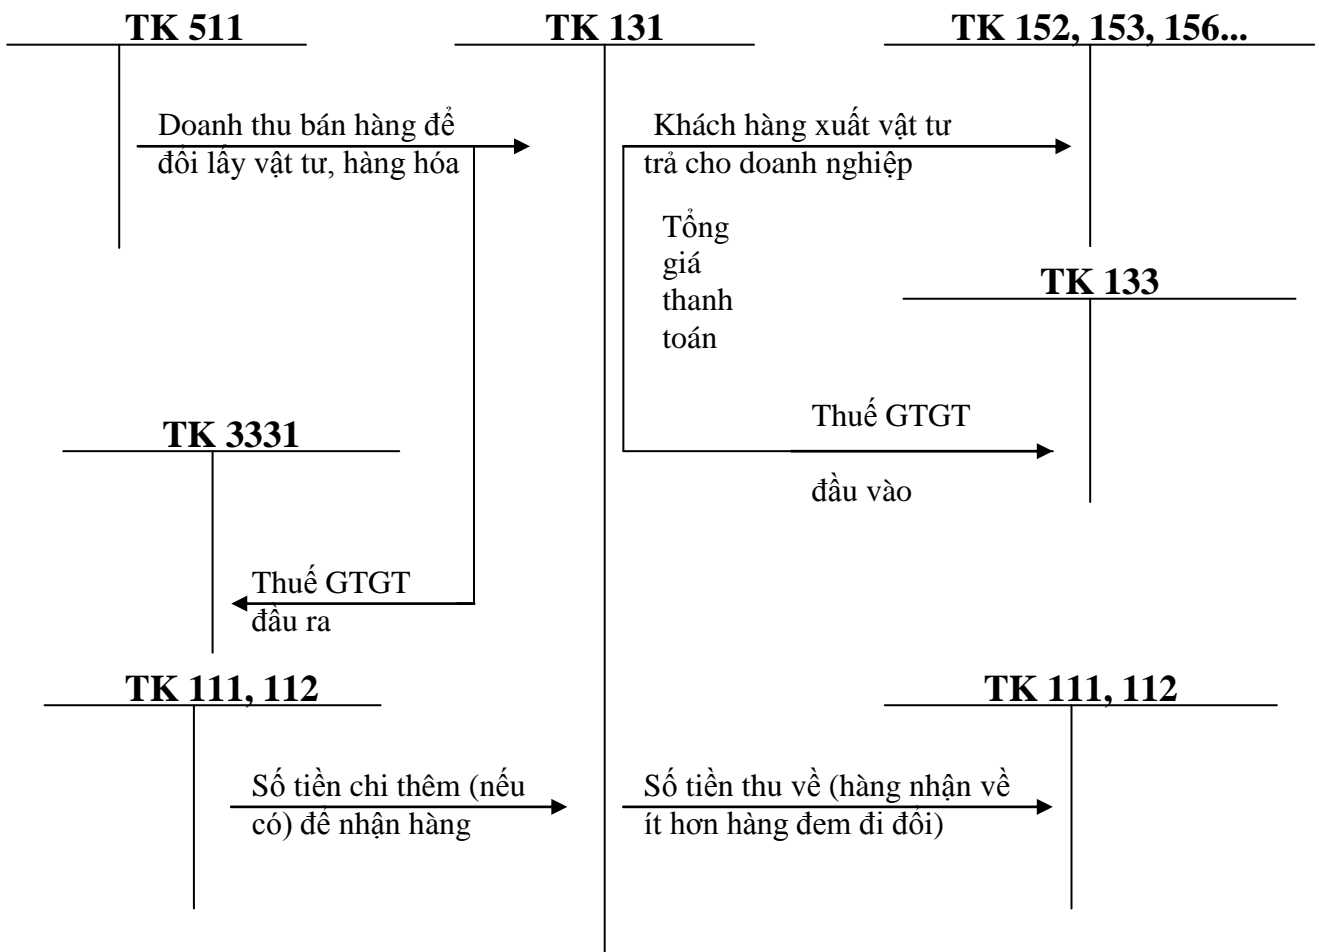 TK 511
TK 131
TK 152, 153, 156...
Doanh thu bán hàng để
đổi lấy vật tư, hàng hóa
Khách hàng xuất vật tư
trả cho doanh nghiệp
Tổng
giá
thanh
toán
TK 133
Thuế GTGT
đầu vào
TK 3331
Thuế GTGT
đầu ra
TK 111, 112
TK 111, 112
Số tiền chi thêm (nếu
có) để nhận hàng
Số tiền thu về (hàng nhận về
ít hơn hàng đem đi đổi)